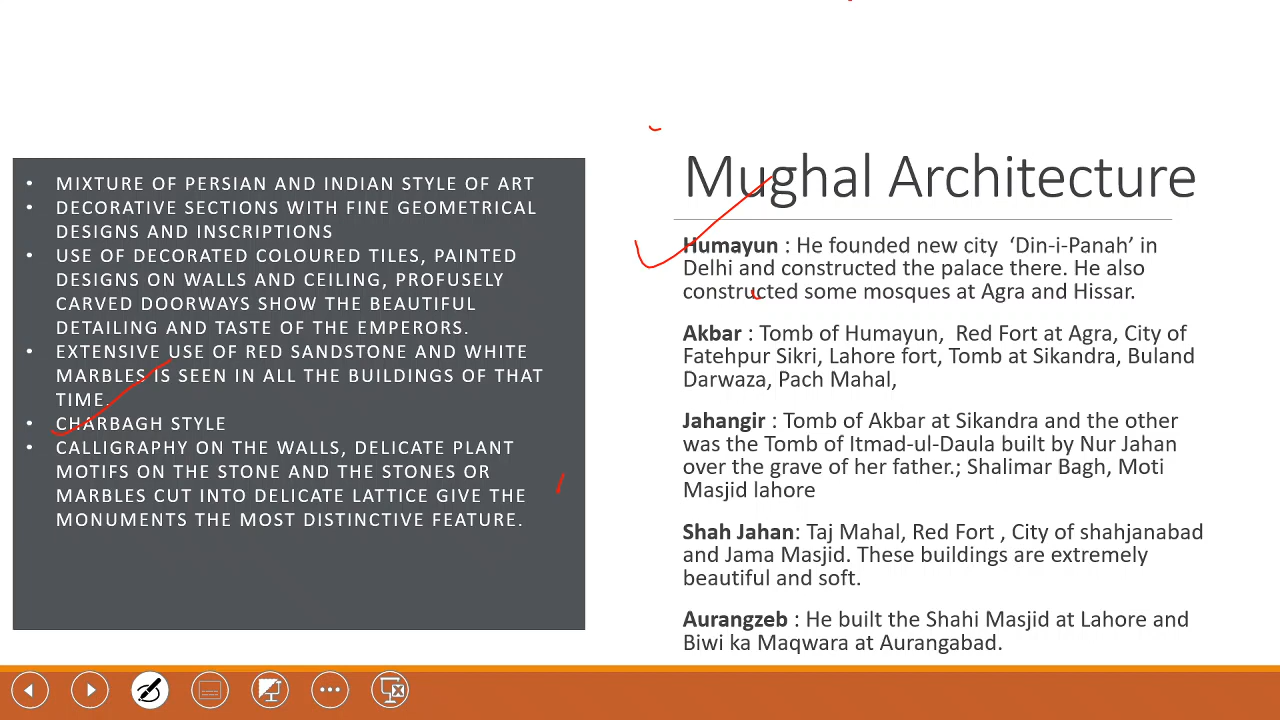 • MIXTURE OF PERSIAN AND INDIAN STYLE OF ART
• DECORATIVE SECTIONS WITH FINE GEOMETRICAL
DESIGNS AND INSCRIPTIONS
• USE OF DECORATED COLOURED TILES, PAINTED
DESIGNS ON WALLS AND CEILING, PROFUSELY
CARVED DOORWAYS SHOW THE BEAUTIFUL
DETAILING AND TASTE OF THE EMPERORS.
• EXTENSIVE USE OF RED SANDSTONE AND WHITE
MARBLES IS SEEN IN ALL THE BUILDINGS OF THAT
TIME.
• CHARBAGH STYLE
• CALLIGRAPHY ON THE WALLS, DELICATE PLANT
MOTIFS ON THE STONE AND THE STONES OR
MARBLES CUT INTO DELICATE LATTICE GIVE THE
MONUMENTS THE MOST DISTINCTIVE FEATURE.
Mughal Architecture
Humayun : He founded new city ‘Din-i-Panah’ in
Delhi and constructed the palace there. He also
constructed some mosques at Agra and Hissar.
Akbar : Tomb of Humayun, Red Fort at Agra, City of
Fatehpur Sikri, Lahore fort, Tomb at Sikandra, Buland
Darwaza, Pach Mahal,
Jahangir : Tomb of Akbar at Sikandra and the other
was the Tomb of Itmad-ul-Daula built by Nur Jahan
over the grave of her father.; Shalimar Bagh, Moti
Masjid lahore
Shah Jahan: Taj Mahal, Red Fort , City of shahjanabad
and Jama Masjid. These buildings are extremely
beautiful and soft.
Aurangzeb : He built the Shahi Masjid at Lahore and
Biwi ka Maqwara at Aurangabad.